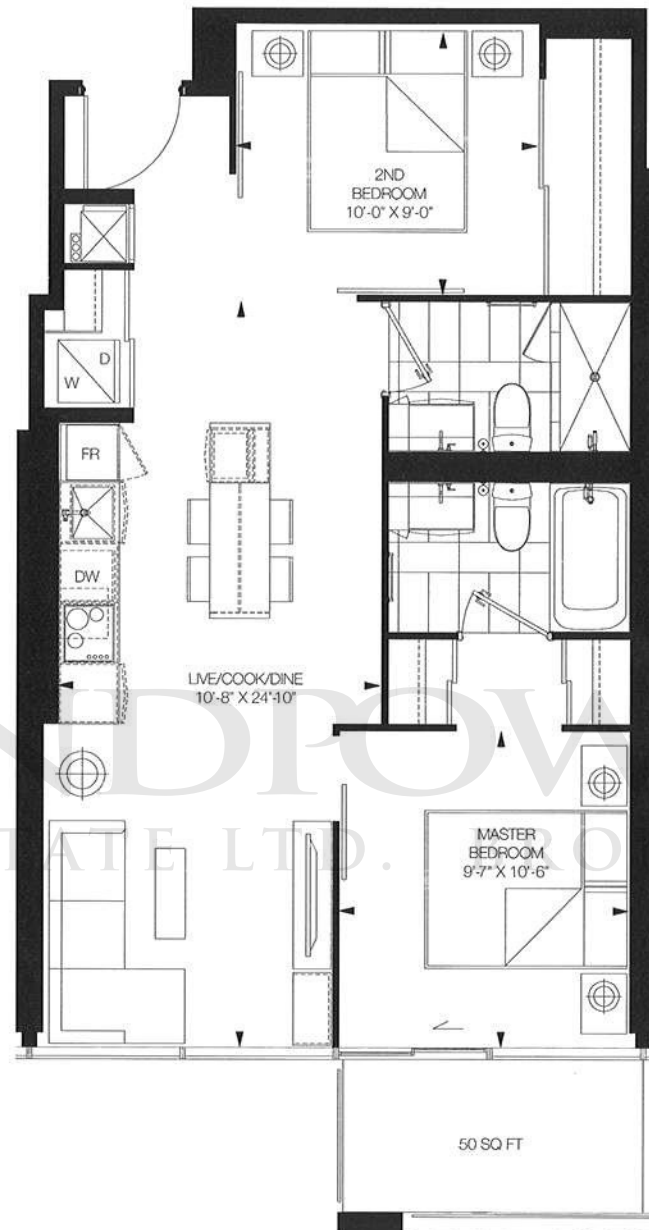 2ND
BEDROOM
10'-0" X 9'-0"
D
W
FR
DW
LIVE/COOK/DINE
10'-8" X 24'-10"
NDPOW
TATE LTD. BRO
MASTER
BEDROOM
9'-7" X 10'-6"
50 SQ FT